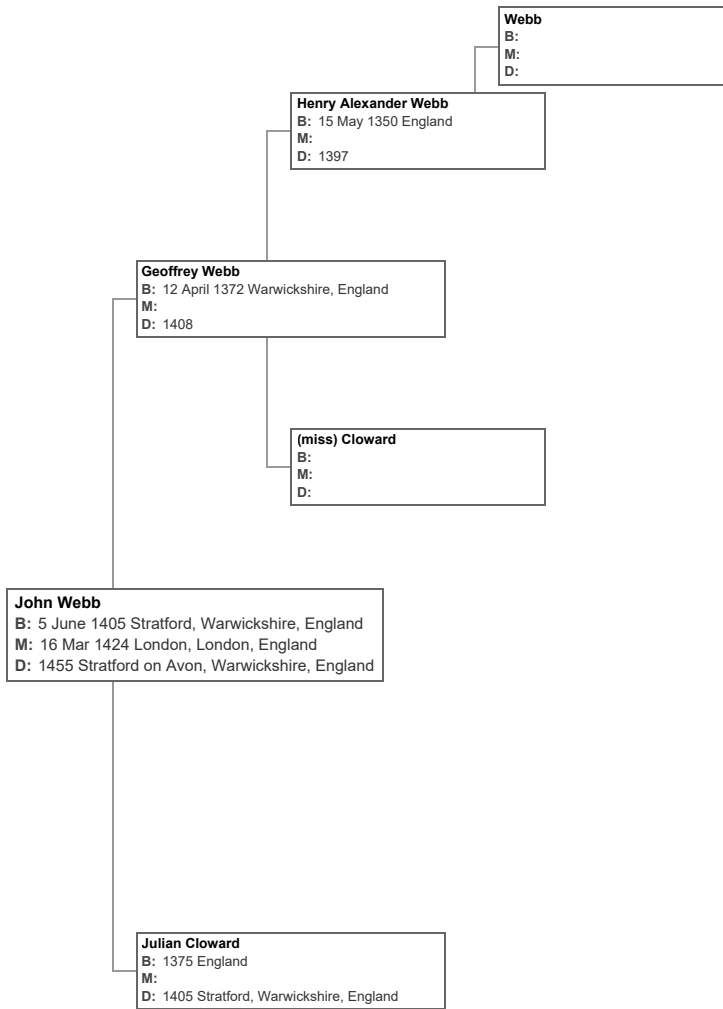 Webb
B:
M:
D:
Henry Alexander Webb
B: 15 May 1350 England
M:
D: 1397
Geoffrey Webb
B: 12 April 1372 Warwickshire, England
M:
D: 1408
(miss) Cloward
B:
M:
D:
John Webb
B: 5 June 1405 Stratford, Warwickshire, England
M: 16 Mar 1424 London, London, England
D: 1455 Stratford on Avon, Warwickshire, England
Julian Cloward
B: 1375 England
M:
D: 1405 Stratford, Warwickshire, England